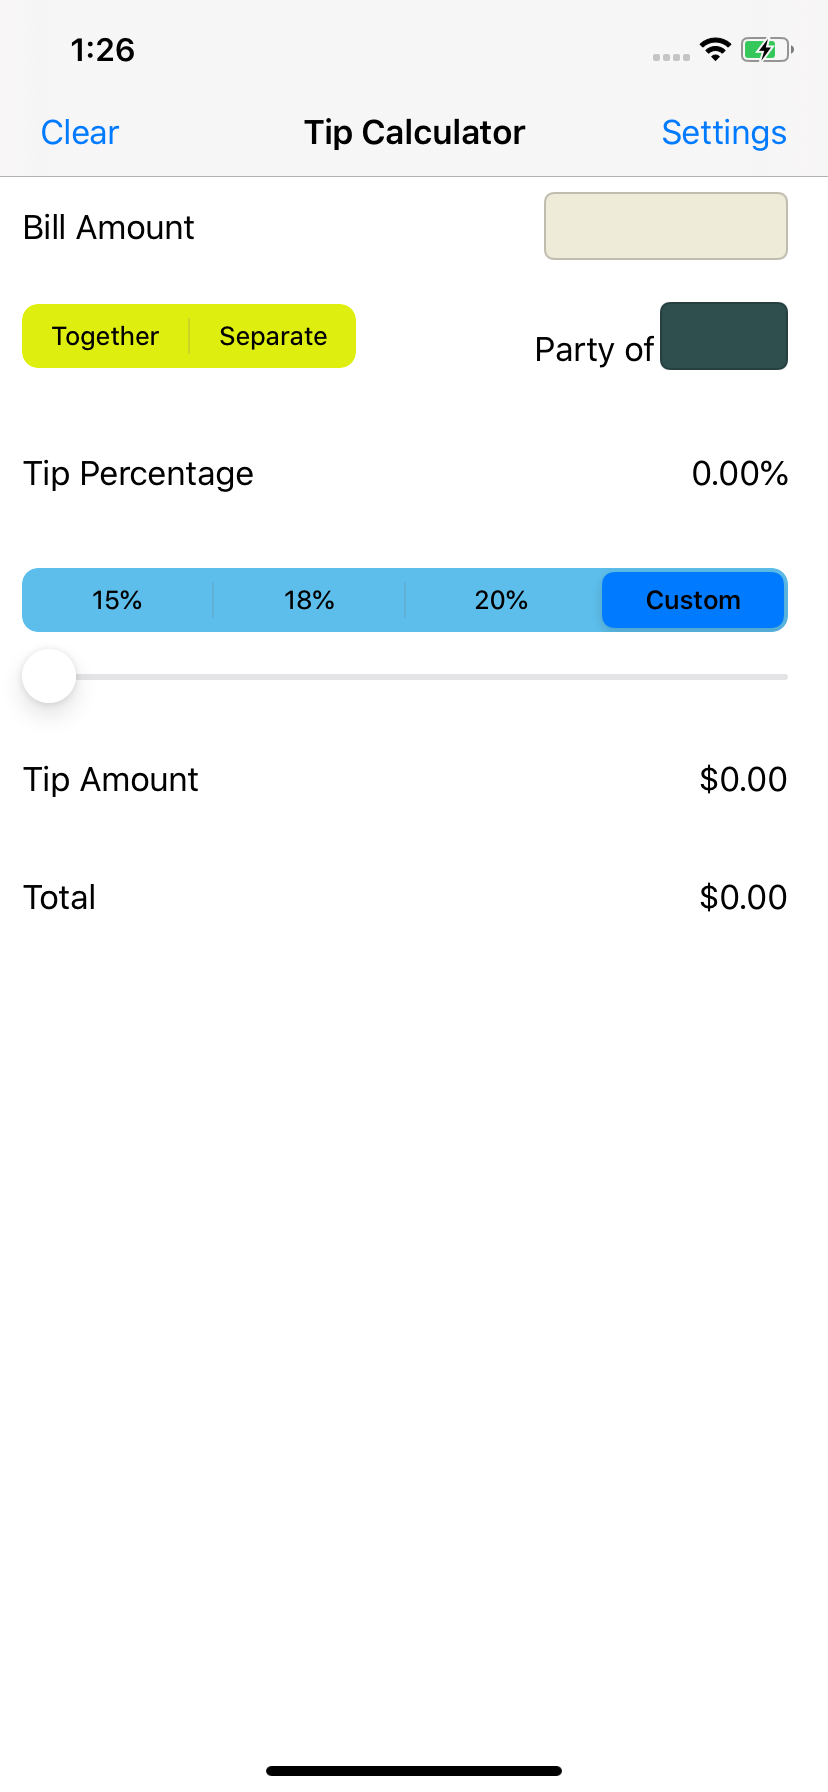 1:26
Clear Tip Calculator Settings
Bill Amount
Together Separate Party of
Tip Percentage 0.00%
15% 18% 20% Custom
Tip Amount $0.00
Total $0.00